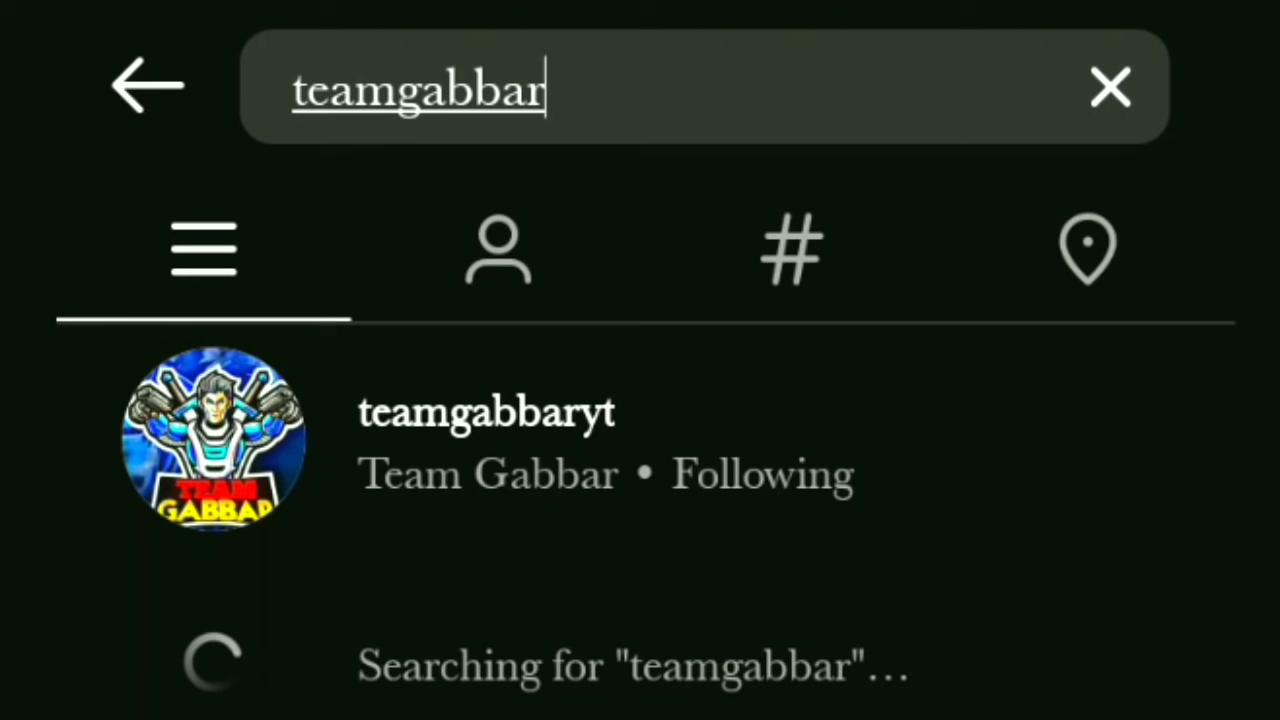 teamgabbar
teamgabbaryt
Team Gabbar • Following
TEAM
GABBAR
Searching for "teamgabbar"...